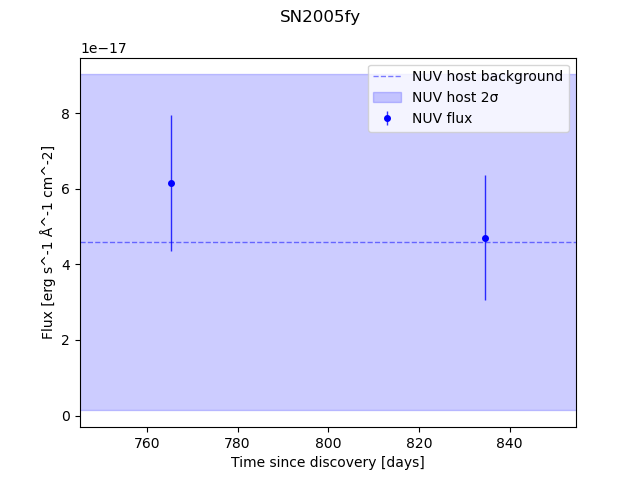 SN2005fy
1e−17
NUV host background
NUV host 2σ
NUV flux
8
6
4
2
0
Flux [erg s^-1 Å^-1 cm^-2]
760
780
800
820
840
Time since discovery [days]